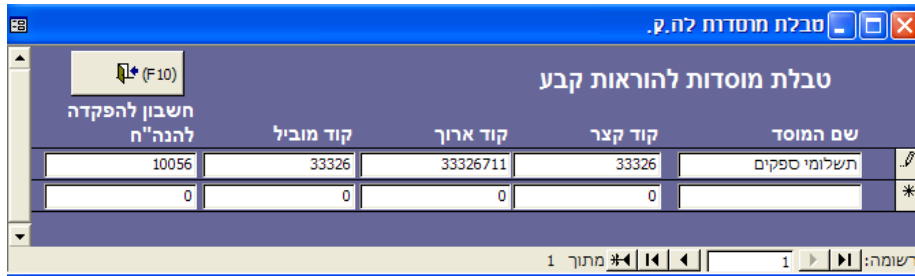 טבלת מוסדות לה.ק.
טבלת מוסדות להוראות קבע
(F10)
שם המוסד קוד קצר קוד ארוך קוד מוביל חשבון להפקדה להנה"ח
תשלומי ספקים 33326 33326711 33326 10056
0 0 0 0
רשומה: 1 מתוך 1